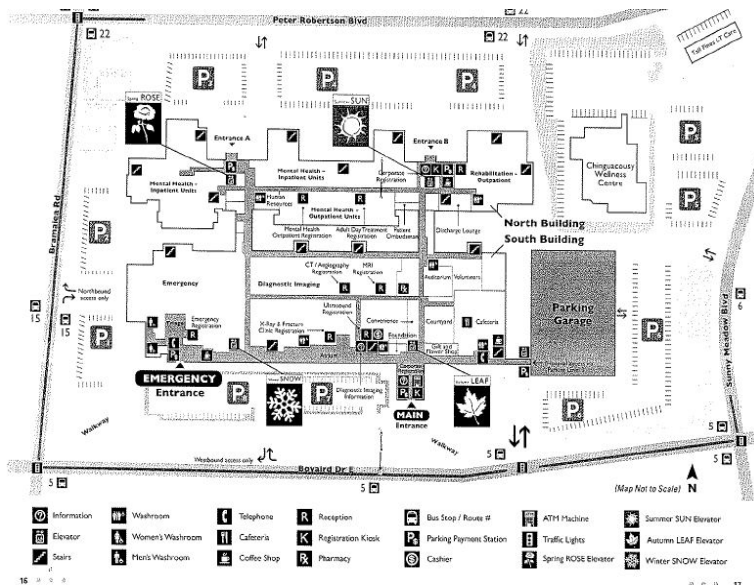 22
Peter Robertson Blvd
22
22
Tall Pines LT Care
P
P
P
Spring ROSE
Summer SUN
Entrance A
Entrance B
Mental Health -
Inpatient Units
Mental Health -
Inpatient Units
Corporate
Registration
Rehabilitation -
Outpatient
Chinguacousy
Wellness
Centre
Human
Resources
Mental Health -
Outpatient Units
Mental Health
Outpatient Registration
Adult Day Treatment
Registration
Patient
Ombudsman
Discharge Lounge
North Building
South Building
Bramalea Rd
Northbound
access only
15
15
Emergency
CT / Angiography
Registration
MRI
Registration
Diagnostic Imaging
Auditorium
Volunteers
Parking
Garage
6
Sunny Meadow Blvd
Triage
Emergency
Registration
X-Ray & Fracture
Clinic Registration
Ultrasound
Registration
Convenience
Foundation
Courtyard
Cafeteria
Gift and
Flower Shop
Atrium
EMERGENCY
Entrance
Winter SNOW
Diagnostic Imaging
Information
Corporate
Registration
Autumn LEAF
MAIN
Entrance
Walkway
Walkway
Westbound access only
Bovaird Dr E
5
5
5
5
5
N
(Map Not to Scale)
Information
Washroom
Telephone
Reception
Bus Stop / Route #
ATM Machine
Summer SUN Elevator
Elevator
Women's Washroom
Cafeteria
Registration Kiosk
Parking Payment Station
Traffic Lights
Autumn LEAF Elevator
Stairs
Men's Washroom
Coffee Shop
Pharmacy
Cashier
Spring ROSE Elevator
Winter SNOW Elevator
16
17